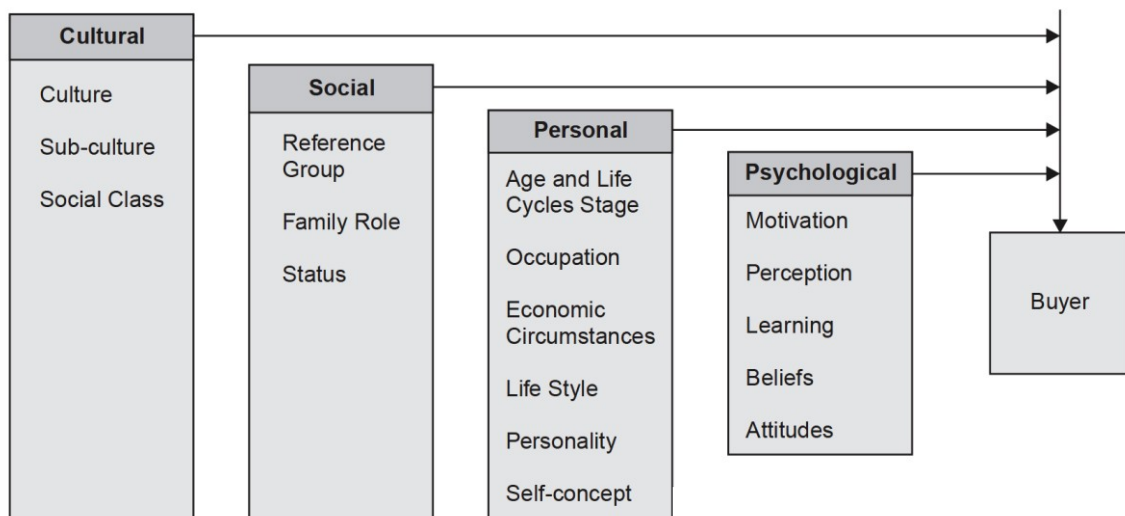 Cultural
Culture
Sub-culture
Social Class
Social
Reference
Group
Family Role
Status
Personal
Age and Life
Cycles Stage
Occupation
Economic
Circumstances
Life Style
Personality
Self-concept
Psychological
Motivation
Perception
Learning
Beliefs
Attitudes
Buyer